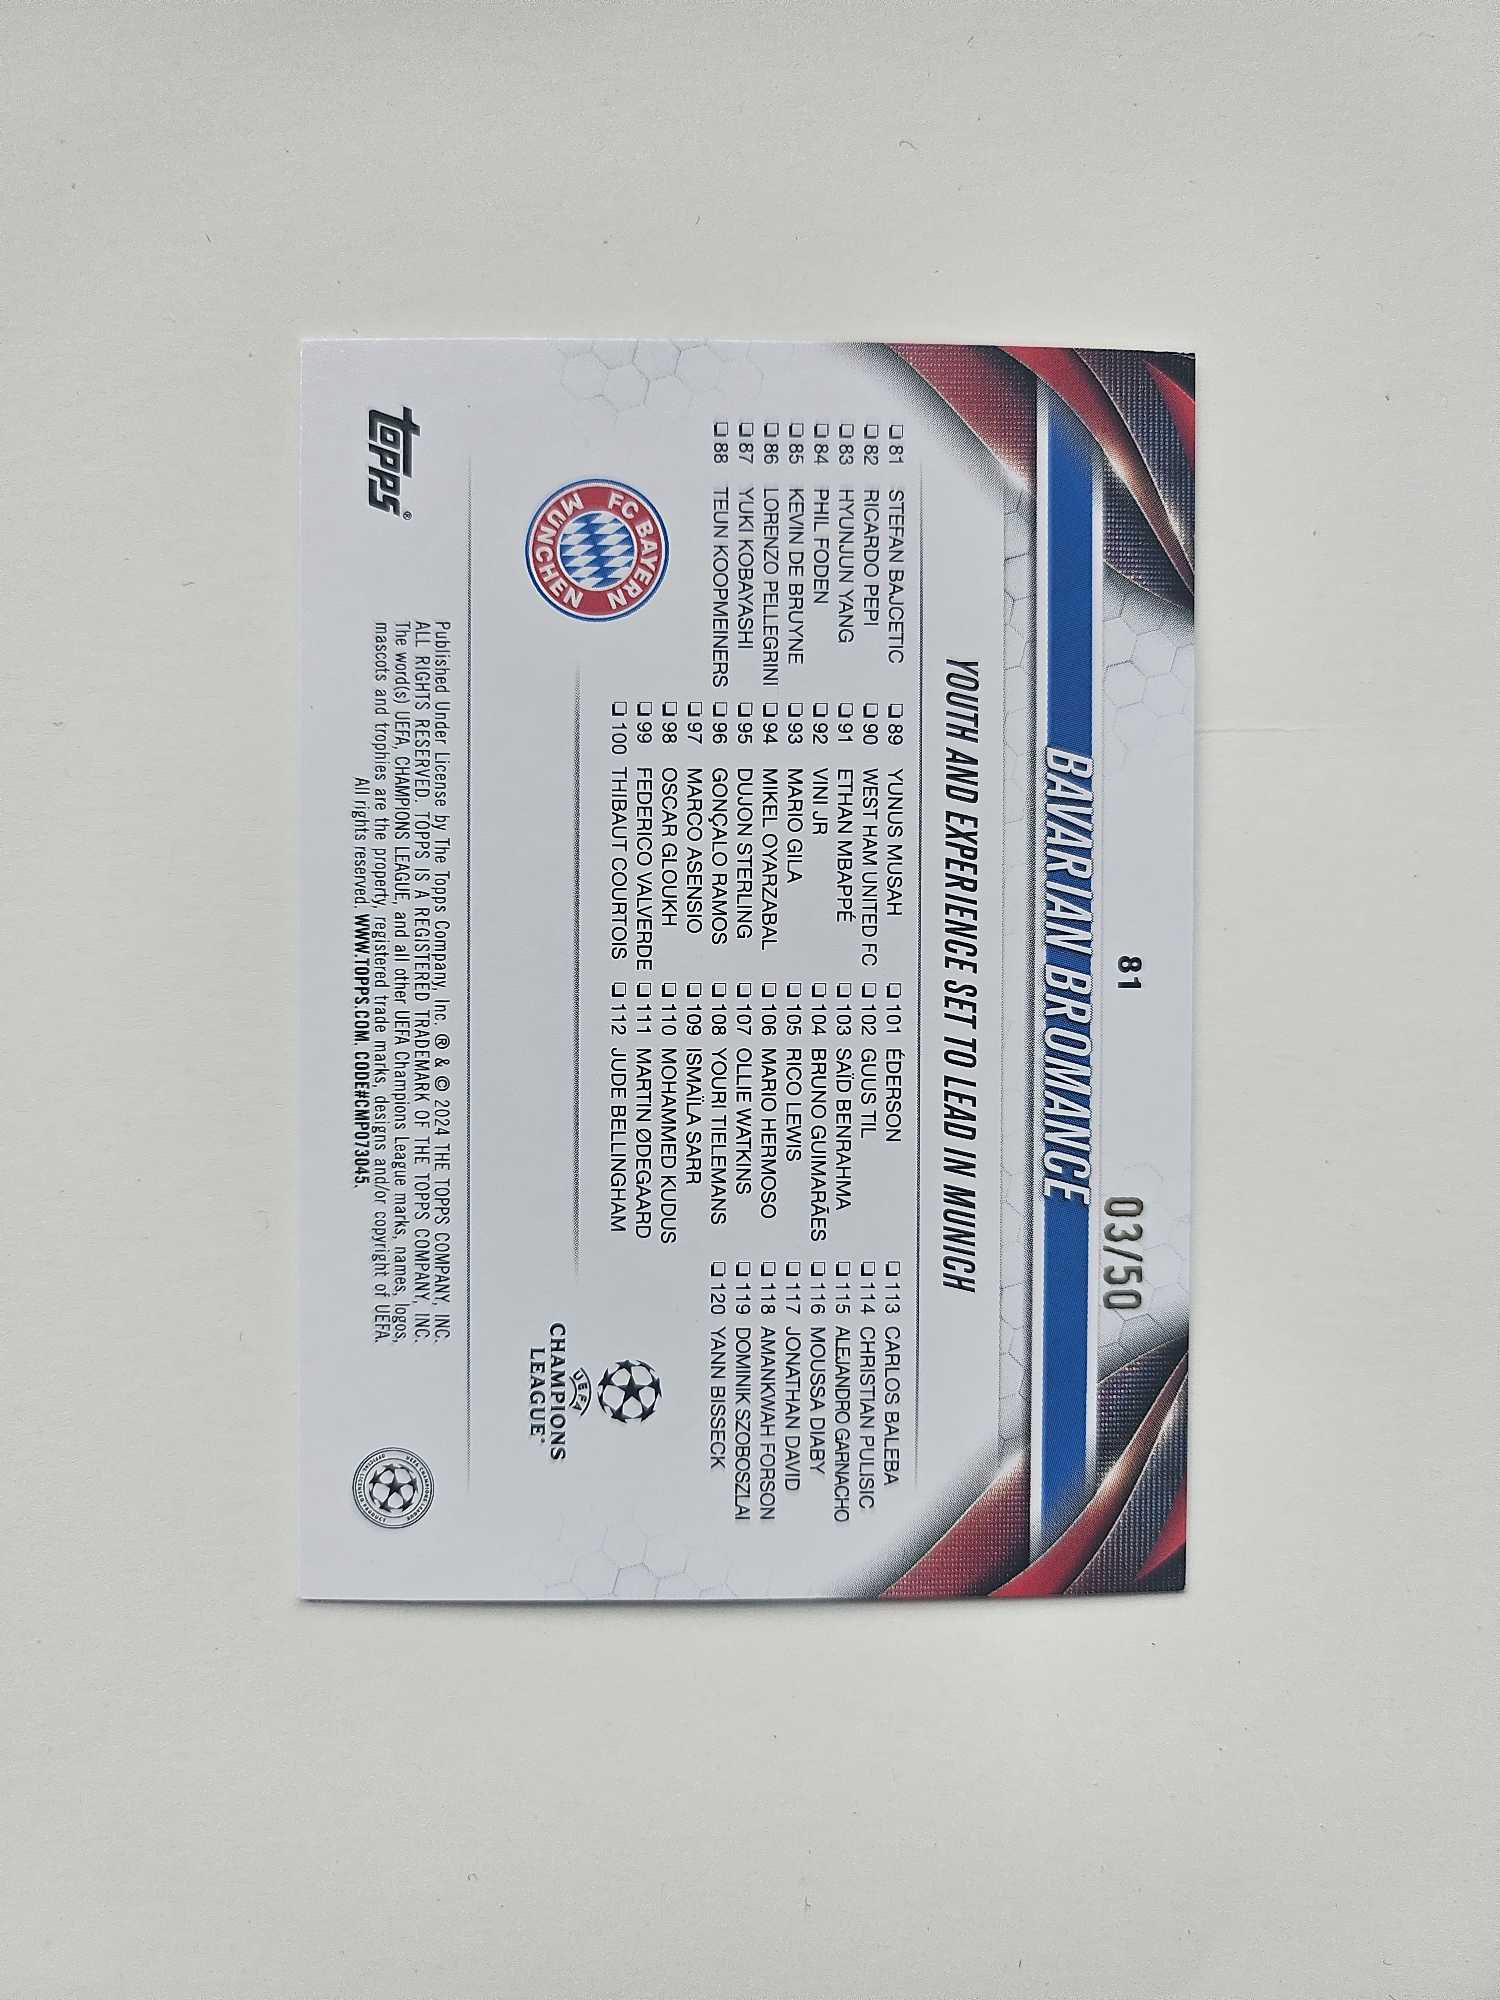 81
03/50
BAVARIAN BROMANCE
YOUTH AND EXPERIENCE SET TO LEAD IN MUNICH
❑ 81 STEFAN BAJCETIC
❑ 82 RICARDO PEPI
❑ 83 HYUNJUN YANG
❑ 84 PHIL FODEN
❑ 85 KEVIN DE BRUYNE
❑ 86 LORENZO PELLEGRINI
❑ 87 YUKI KOBAYASHI
❑ 88 TEUN KOOPMEINERS
❑ 89 YUNUS MUSAH
❑ 90 WEST HAM UNITED FC
❑ 91 ETHAN MBAPPÉ
❑ 92 VINI JR
❑ 93 MARIO GILA
❑ 94 MIKEL OYARZABAL
❑ 95 DUJON STERLING
❑ 96 GONÇALO RAMOS
❑ 97 MARCO ASENSIO
❑ 98 OSCAR GLOUKH
❑ 99 FEDERICO VALVERDE
❑ 100 THIBAUT COURTOIS
❑ 101 ÉDERSON
❑ 102 GUUS TIL
❑ 103 SAÏD BENRAHMA
❑ 104 BRUNO GUIMARÃES
❑ 105 RICO LEWIS
❑ 106 MARIO HERMOSO
❑ 107 OLLIE WATKINS
❑ 108 YOURI TIELEMANS
❑ 109 ISMAÏLA SARR
❑ 110 MOHAMMED KUDUS
❑ 111 MARTIN ØDEGAARD
❑ 112 JUDE BELLINGHAM
❑ 113 CARLOS BALEBA
❑ 114 CHRISTIAN PULISIC
❑ 115 ALEJANDRO GARNACHO
❑ 116 MOUSSA DIABY
❑ 117 JONATHAN DAVID
❑ 118 AMANKWAH FORSON
❑ 119 DOMINIK SZOBOSZLAI
❑ 120 YANN BISSECK
FC BAYERN
MÜNCHEN
UEFA
CHAMPIONS
LEAGUE®
topps®
Published Under License by The Topps Company, Inc. ® & © 2024 THE TOPPS COMPANY, INC.
ALL RIGHTS RESERVED. TOPPS IS A REGISTERED TRADEMARK OF THE TOPPS COMPANY, INC.
The word(s) UEFA, CHAMPIONS LEAGUE, and all other UEFA Champions League marks, names, logos,
mascots and trophies are the property, registered trade marks, designs and/or copyright of UEFA.
All rights reserved. WWW.TOPPS.COM. CODE#CMP073045.
UEFA CHAMPIONS LEAGUE
OFFICIAL LICENSED PRODUCT